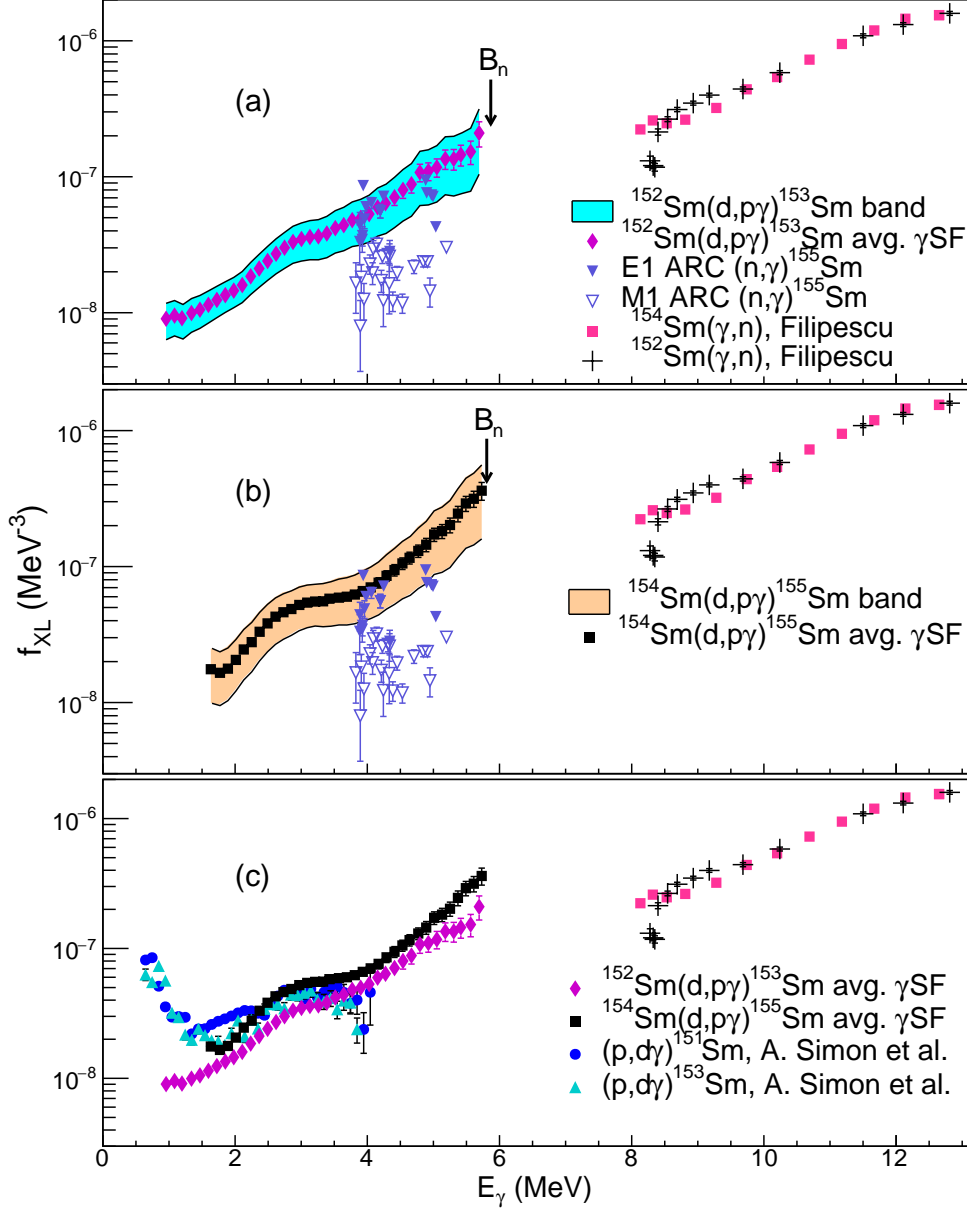 10⁻⁶
10⁻⁷
10⁻⁸
(a)
Bₙ
¹⁵²Sm(d,pγ)¹⁵³Sm band
¹⁵²Sm(d,pγ)¹⁵³Sm avg. γSF
E1 ARC (n,γ)¹⁵⁵Sm
M1 ARC (n,γ)¹⁵⁵Sm
¹⁵⁴Sm(γ,n), Filipescu
¹⁵²Sm(γ,n), Filipescu
f_XL (MeV⁻³)
10⁻⁶
10⁻⁷
10⁻⁸
(b)
Bₙ
¹⁵⁴Sm(d,pγ)¹⁵⁵Sm band
¹⁵⁴Sm(d,pγ)¹⁵⁵Sm avg. γSF
10⁻⁶
10⁻⁷
10⁻⁸
(c)
¹⁵²Sm(d,pγ)¹⁵³Sm avg. γSF
¹⁵⁴Sm(d,pγ)¹⁵⁵Sm avg. γSF
(p,dγ)¹⁵¹Sm, A. Simon et al.
(p,dγ)¹⁵³Sm, A. Simon et al.
0 2 4 6 8 10 12
E_γ (MeV)